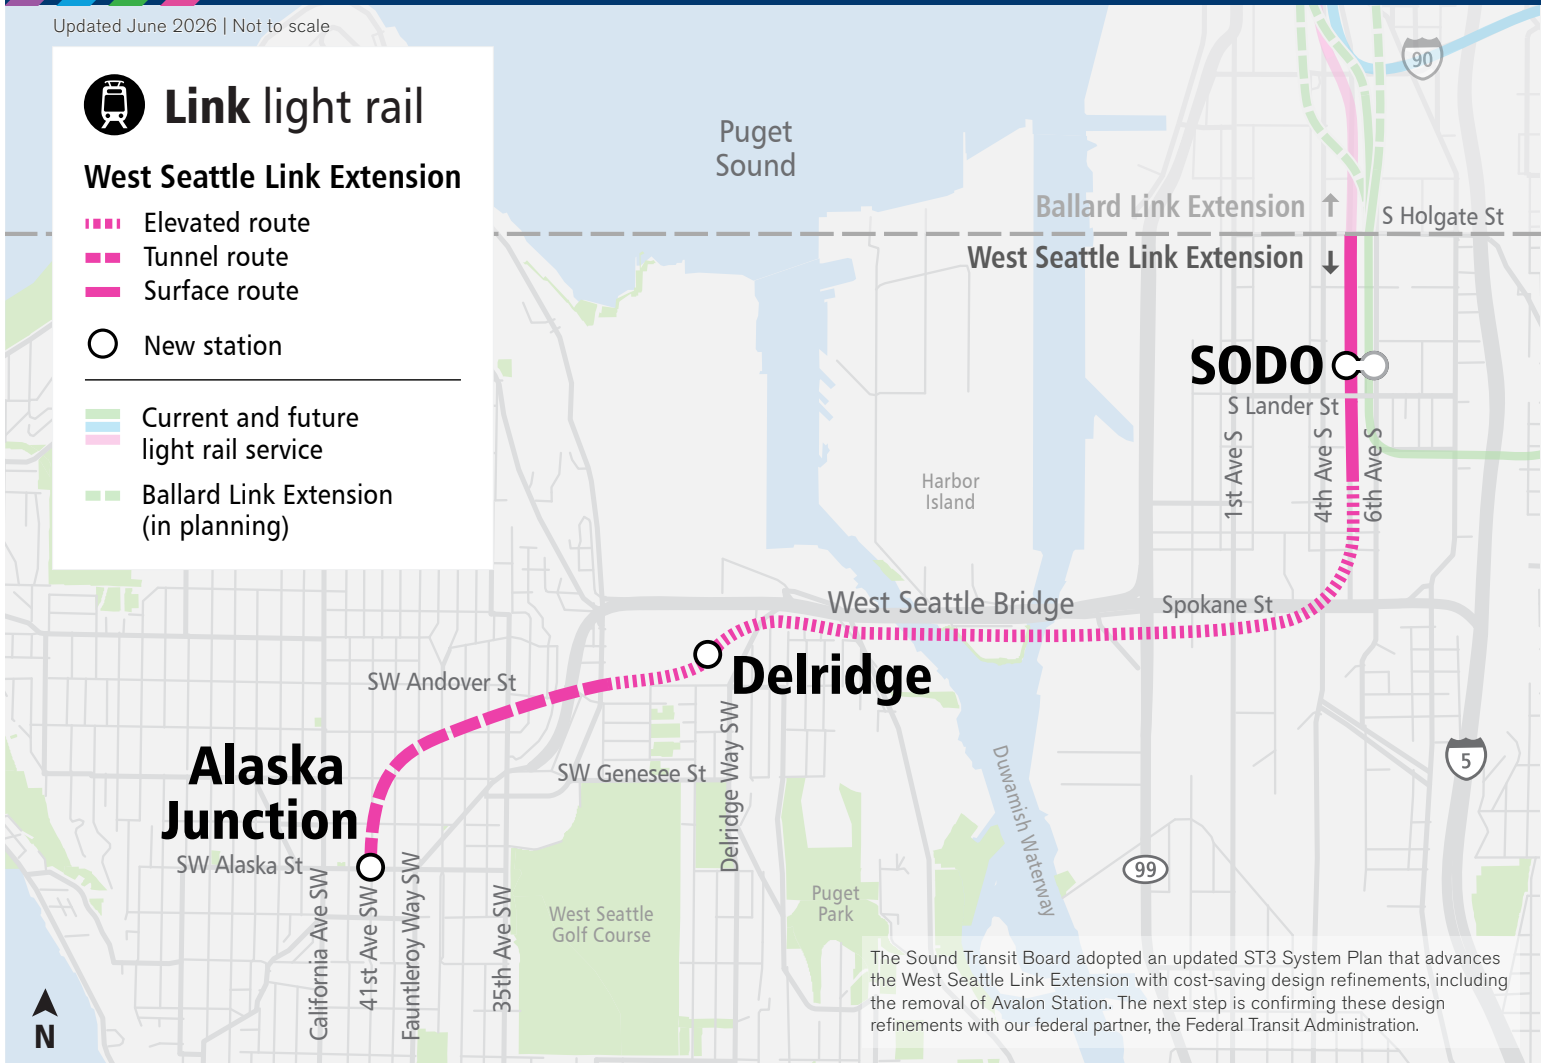 Updated June 2026 | Not to scale
Link light rail
West Seattle Link Extension
Elevated route
Tunnel route
Surface route
New station
Current and future
light rail service
Ballard Link Extension
(in planning)
Puget
Sound
90
Ballard Link Extension ↑
S Holgate St
West Seattle Link Extension ↓
SODO
S Lander St
1st Ave S
4th Ave S
6th Ave S
Harbor
Island
West Seattle Bridge
Spokane St
Delridge
SW Andover St
Alaska
Junction
SW Genesee St
Delridge Way SW
Duwamish Waterway
5
99
SW Alaska St
California Ave SW
41st Ave SW
Fauntleroy Way SW
35th Ave SW
West Seattle
Golf Course
Puget
Park
The Sound Transit Board adopted an updated ST3 System Plan that advances
the West Seattle Link Extension with cost-saving design refinements, including
the removal of Avalon Station. The next step is confirming these design
refinements with our federal partner, the Federal Transit Administration.
N